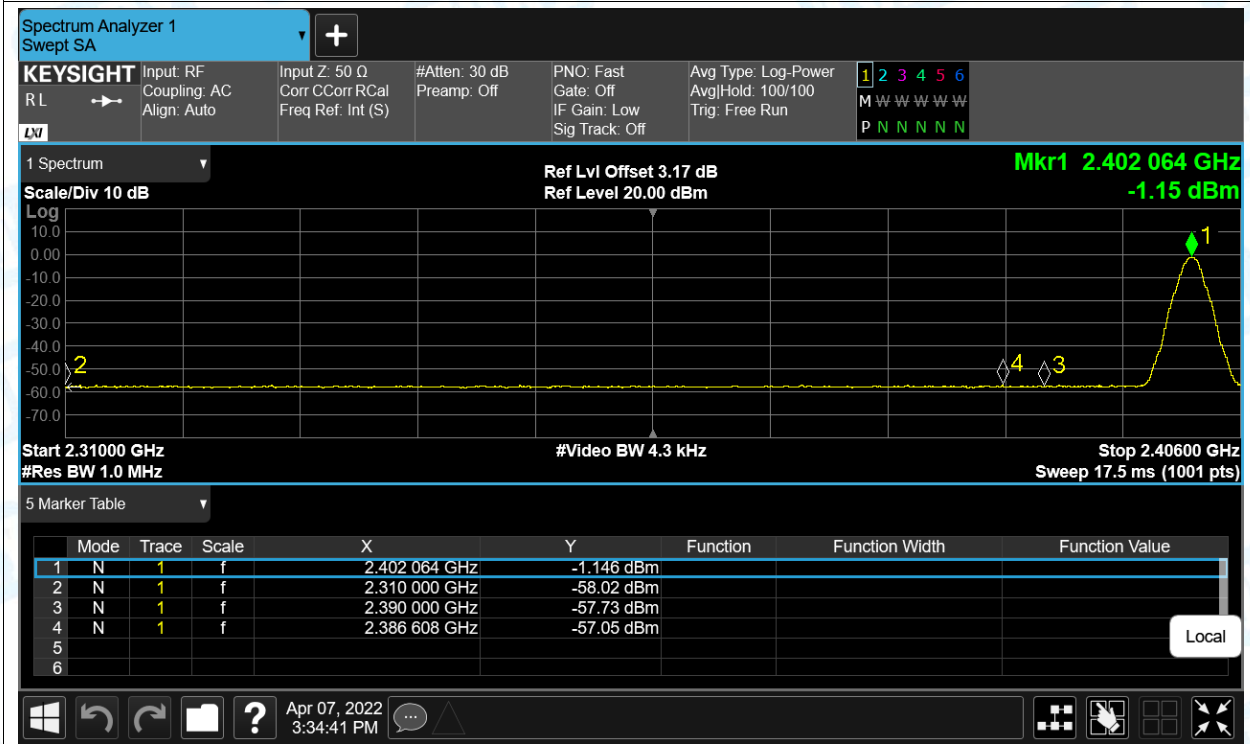 Spectrum Analyzer 1
Swept SA
+
KEYSIGHT
R L
LXI
Input: RF
Coupling: AC
Align: Auto
Input Z: 50 Ω
Corr CCorr RCal
Freq Ref: Int (S)
#Atten: 30 dB
Preamp: Off
PNO: Fast
Gate: Off
IF Gain: Low
Sig Track: Off
Avg Type: Log-Power
Avg|Hold: 100/100
Trig: Free Run
1 2 3 4 5 6
M W W W W W
P N N N N N
1 Spectrum
Scale/Div 10 dB
Ref Lvl Offset 3.17 dB
Ref Level 20.00 dBm
Mkr1 2.402 064 GHz
-1.15 dBm
Log
10.0
0.00
-10.0
-20.0
-30.0
-40.0
-50.0
-60.0
-70.0
1
2
4
3
Start 2.31000 GHz
#Res BW 1.0 MHz
#Video BW 4.3 kHz
Stop 2.40600 GHz
Sweep 17.5 ms (1001 pts)
5 Marker Table
Mode Trace Scale X Y Function Function Width Function Value
1 N 1 f 2.402 064 GHz -1.146 dBm
2 N 1 f 2.310 000 GHz -58.02 dBm
3 N 1 f 2.390 000 GHz -57.73 dBm
4 N 1 f 2.386 608 GHz -57.05 dBm
5
6
Local
?
Apr 07, 2022
3:34:41 PM